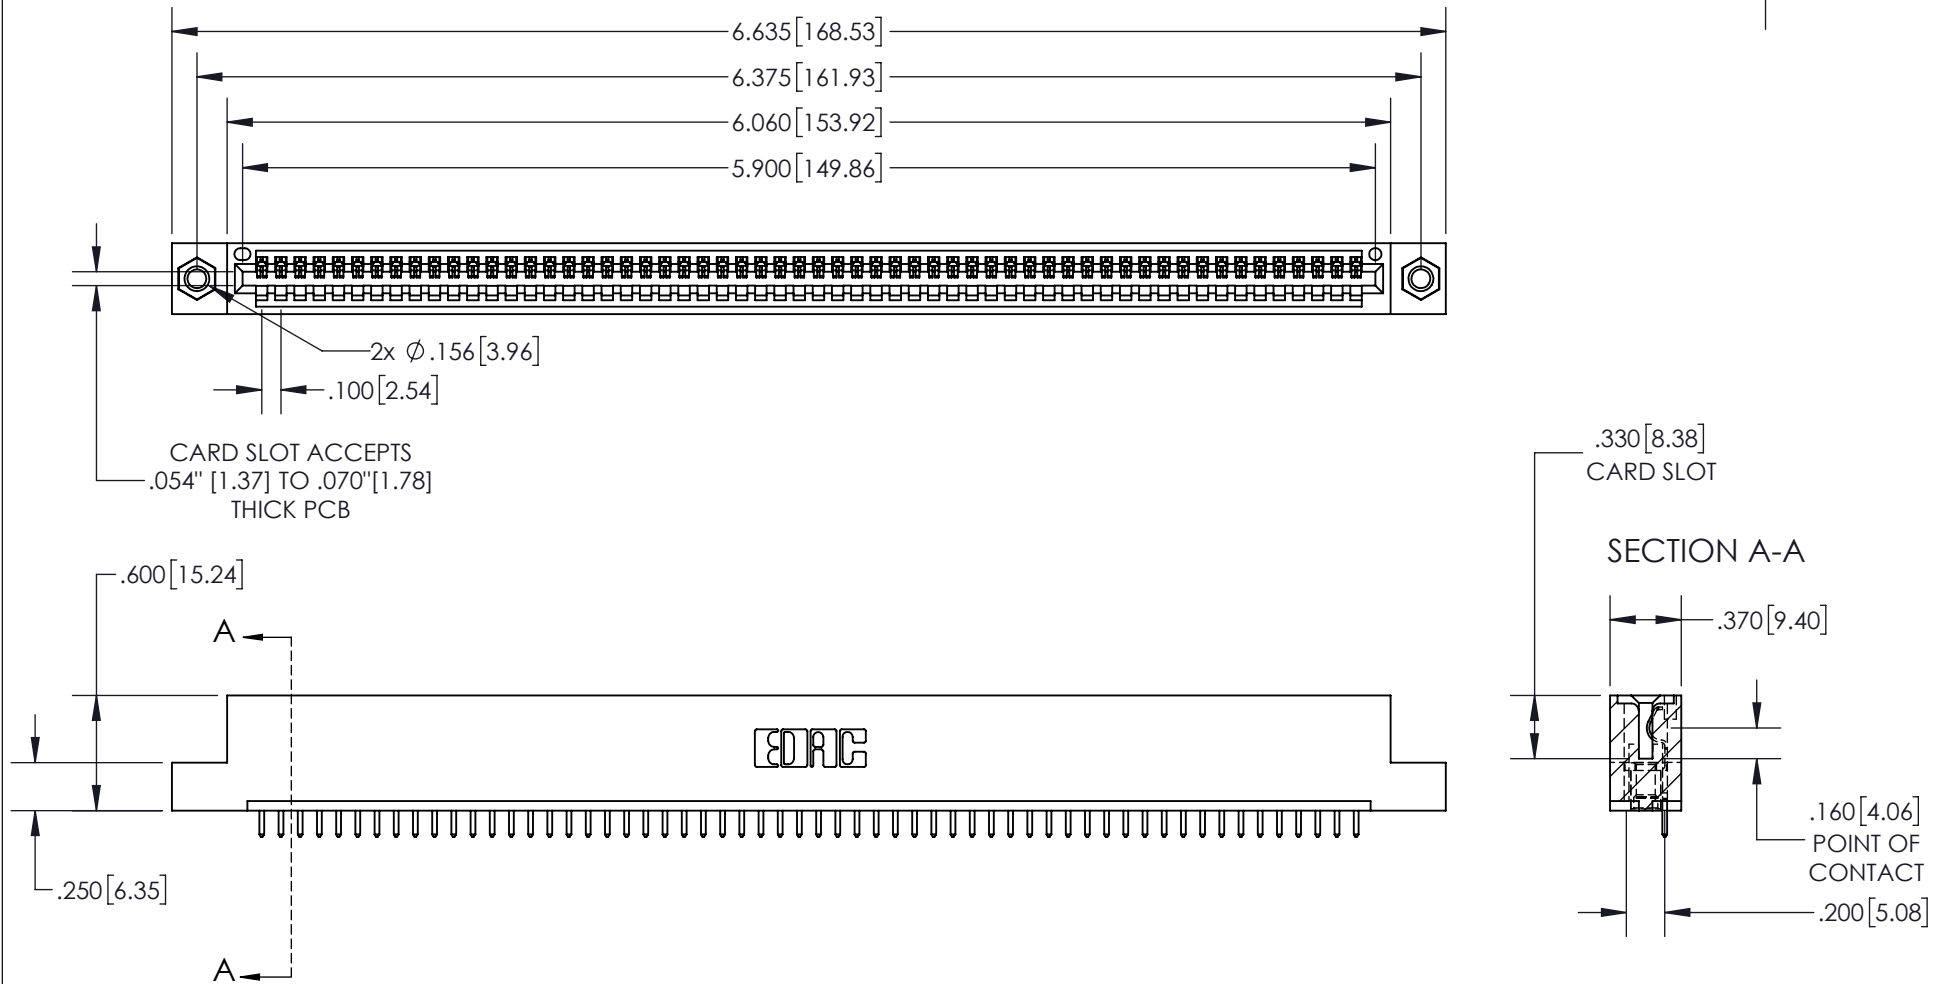 6.635[168.53]
6.375[161.93]
6.060[153.92]
5.900[149.86]
2x Ø.156[3.96]
.100[2.54]
CARD SLOT ACCEPTS
.054" [1.37] TO .070"[1.78]
THICK PCB
.330[8.38]
CARD SLOT
SECTION A-A
.600[15.24]
.370[9.40]
A
EDAC
.160[4.06]
POINT OF
CONTACT
.250[6.35]
.200[5.08]
A